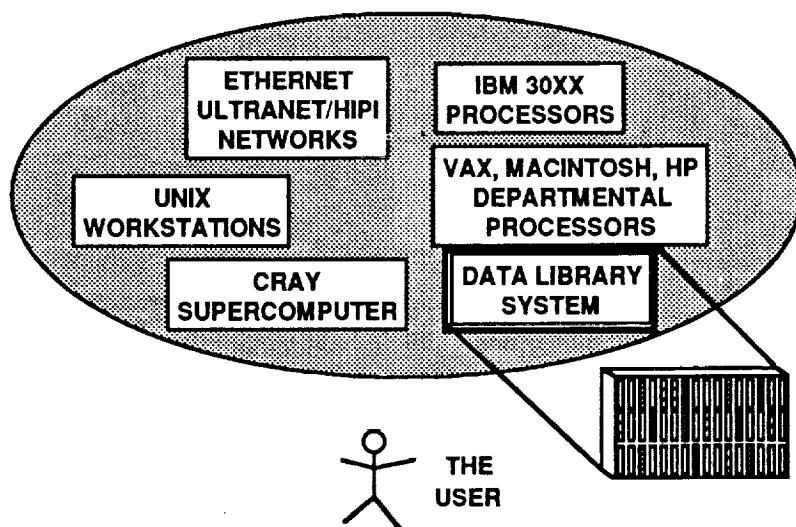 ETHERNET
ULTRANET/HIPI
NETWORKS
IBM 30XX
PROCESSORS
UNIX
WORKSTATIONS
VAX, MACINTOSH, HP
DEPARTMENTAL
PROCESSORS
CRAY
SUPERCOMPUTER
DATA LIBRARY
SYSTEM
THE
USER